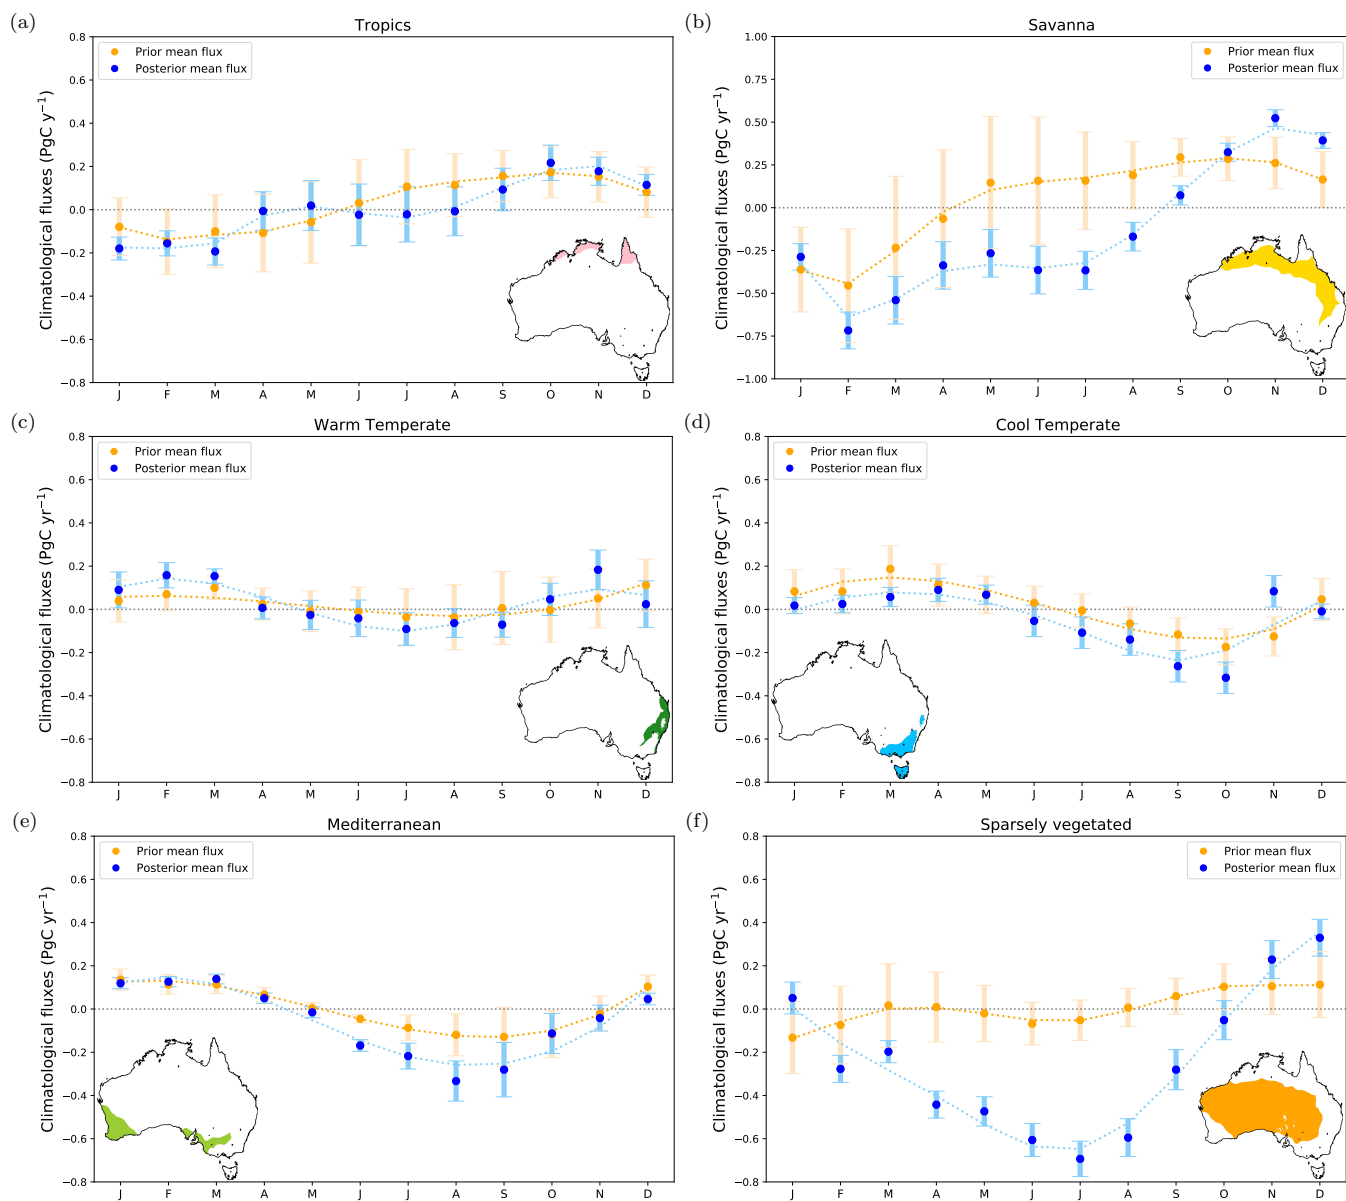 (a)
Tropics
Prior mean flux
Posterior mean flux
Climatological fluxes (PgC y⁻¹)
0.8
0.6
0.4
0.2
0.0
−0.2
−0.4
−0.6
−0.8
J F M A M J J A S O N D
(b)
Savanna
Prior mean flux
Posterior mean flux
Climatological fluxes (PgC yr⁻¹)
1.00
0.75
0.50
0.25
0.00
−0.25
−0.50
−0.75
−1.00
J F M A M J J A S O N D
(c)
Warm Temperate
Prior mean flux
Posterior mean flux
Climatological fluxes (PgC yr⁻¹)
0.8
0.6
0.4
0.2
0.0
−0.2
−0.4
−0.6
−0.8
J F M A M J J A S O N D
(d)
Cool Temperate
Prior mean flux
Posterior mean flux
Climatological fluxes (PgC yr⁻¹)
0.8
0.6
0.4
0.2
0.0
−0.2
−0.4
−0.6
−0.8
J F M A M J J A S O N D
(e)
Mediterranean
Prior mean flux
Posterior mean flux
Climatological fluxes (PgC yr⁻¹)
0.8
0.6
0.4
0.2
0.0
−0.2
−0.4
−0.6
−0.8
J F M A M J J A S O N D
(f)
Sparsely vegetated
Prior mean flux
Posterior mean flux
Climatological fluxes (PgC yr⁻¹)
0.8
0.6
0.4
0.2
0.0
−0.2
−0.4
−0.6
−0.8
J F M A M J J A S O N D